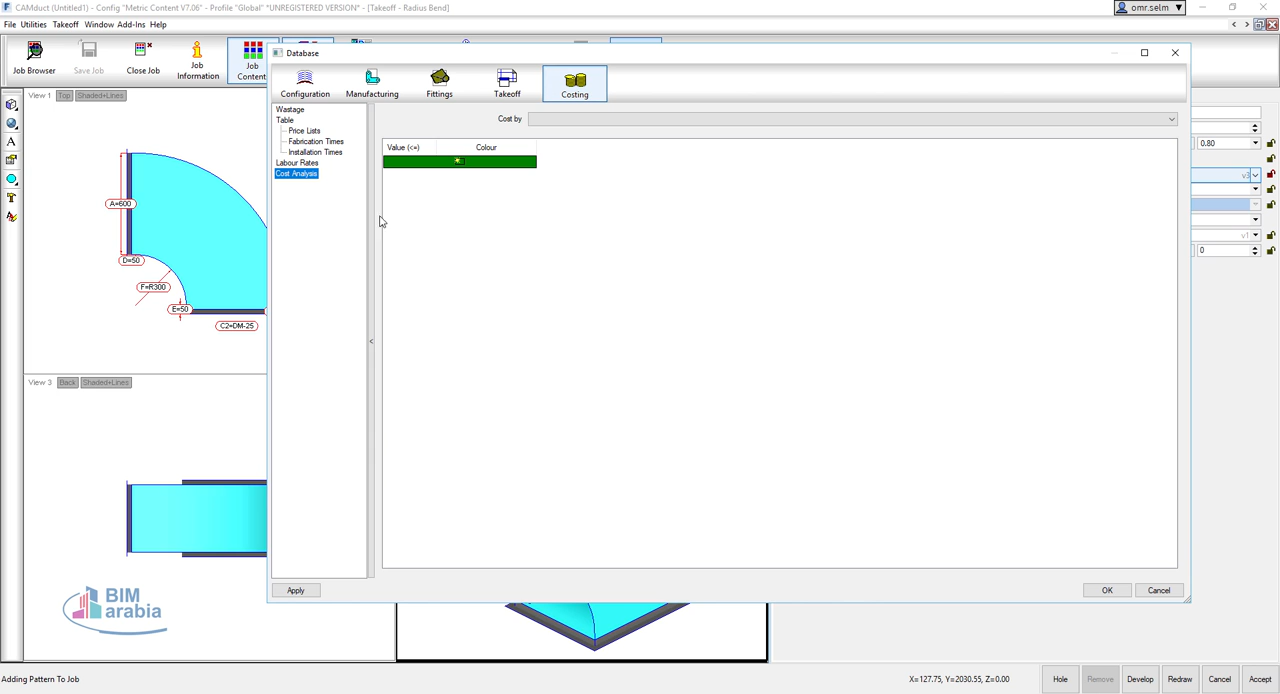 CAMduct (Untitled1) - Config "Metric Content V7.06" - Profile "Global" *UNREGISTERED VERSION* - [Takeoff - Radius Bend]
omr.selm
File Utilities Takeoff Window Add-Ins Help
Job Browser
Save Job
Close Job
Job Information
Job Content
Database
Configuration
Manufacturing
Fittings
Takeoff
Costing
Wastage
Table
Price Lists
Fabrication Times
Installation Times
Labour Rates
Cost Analysis
Cost by
Value (<=) Colour
Apply
OK
Cancel
View 1 Top Shaded+Lines
A=600
D=50
F=R300
E=50
C2=DM-25
View 3 Back Shaded+Lines
0.80
v3
v1
0
BIM
arabia
Adding Pattern To Job
X=127.75, Y=2030.55, Z=0.00
Hole
Remove
Develop
Redraw
Cancel
Accept